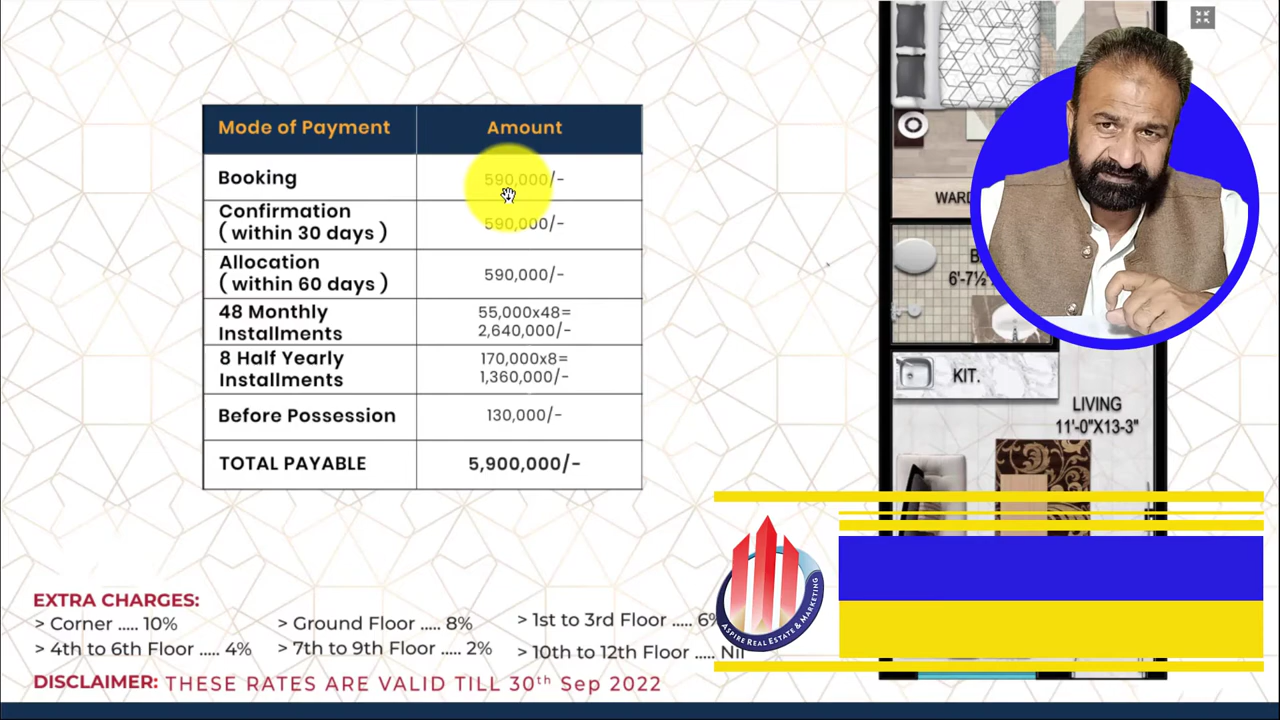 Mode of Payment Amount
Booking 590,000/-
Confirmation
( within 30 days ) 590,000/-
Allocation
( within 60 days ) 590,000/-
48 Monthly 55,000x48=
Installments 2,640,000/-
8 Half Yearly 170,000x8=
Installments 1,360,000/-
Before Possession 130,000/-
TOTAL PAYABLE 5,900,000/-
KIT.
LIVING
11'-0"X13-3"
EXTRA CHARGES:
> Corner ..... 10% > Ground Floor ..... 8% > 1st to 3rd Floor ..... 6%
> 4th to 6th Floor ..... 4% > 7th to 9th Floor ..... 2% > 10th to 12th Floor ..... Nil
DISCLAIMER: THESE RATES ARE VALID TILL 30th Sep 2022
ASPIRE REAL ESTATE & MARKETING